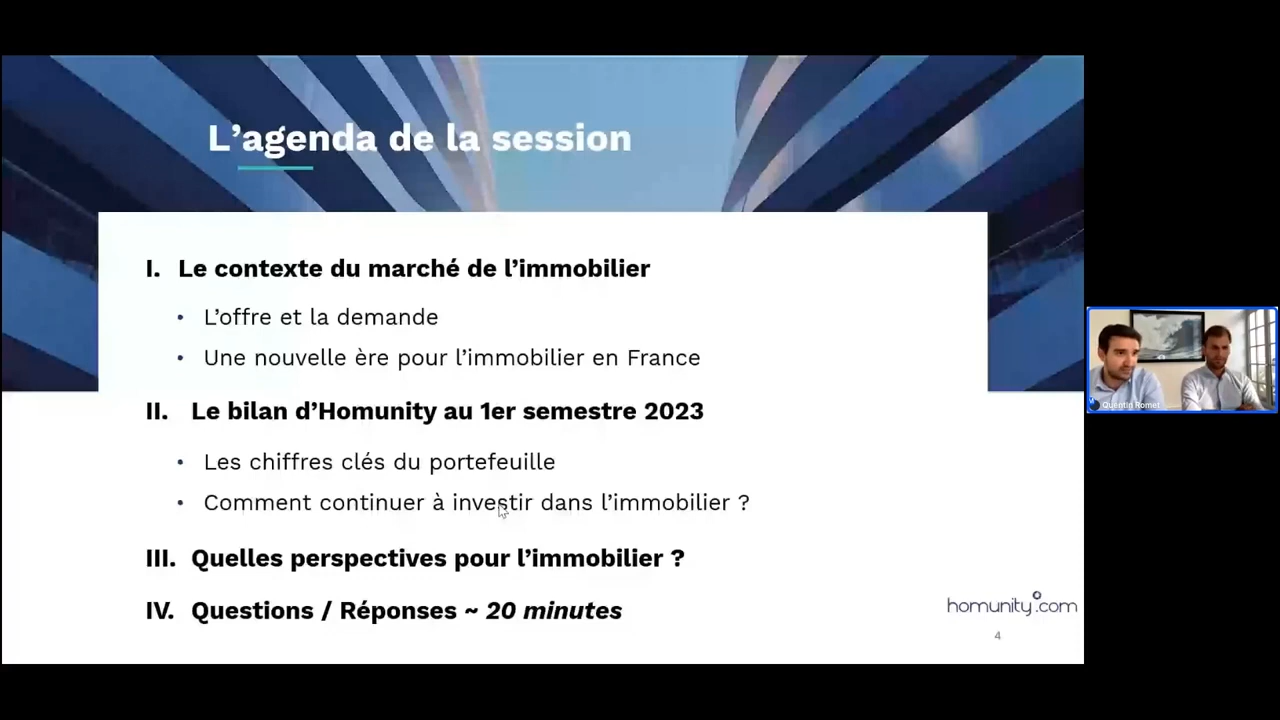 L’agenda de la session
I. Le contexte du marché de l’immobilier
• L’offre et la demande
• Une nouvelle ère pour l’immobilier en France
II. Le bilan d’Homunity au 1er semestre 2023
• Les chiffres clés du portefeuille
• Comment continuer à investir dans l’immobilier ?
III. Quelles perspectives pour l’immobilier ?
IV. Questions / Réponses ~ 20 minutes
homunity.com
4
Quentin Romet